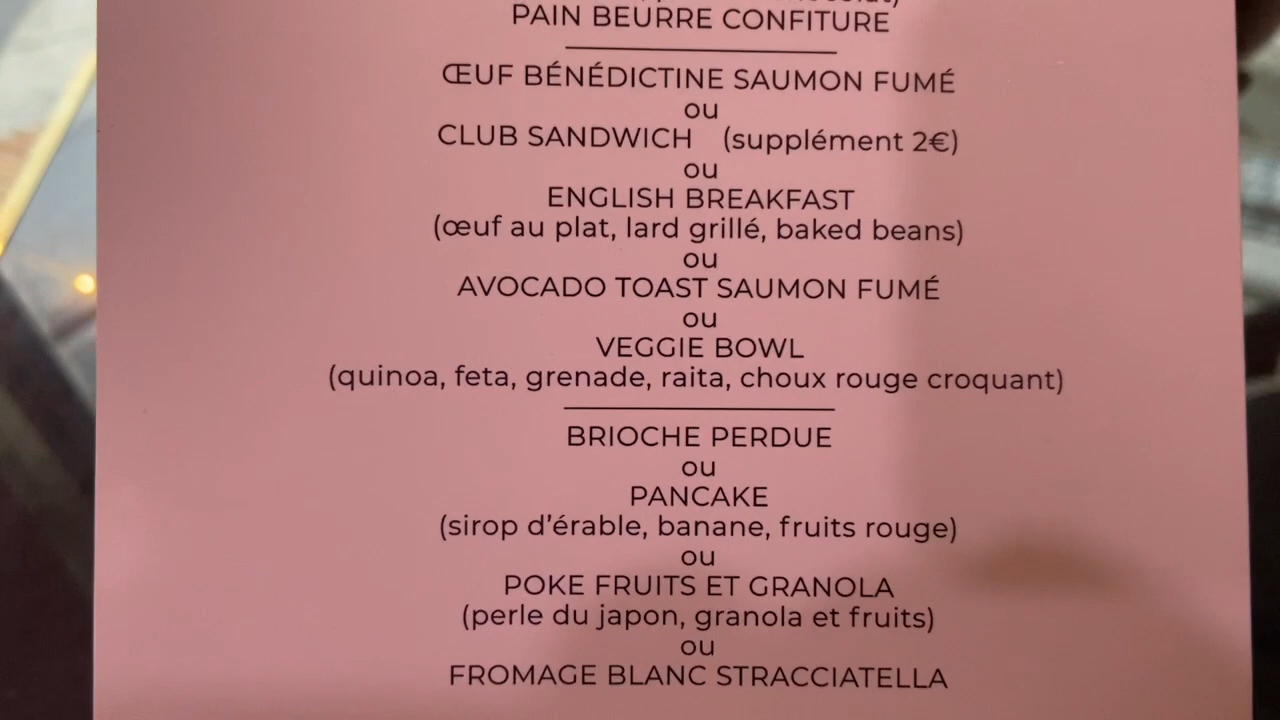 PAIN BEURRE CONFITURE
ŒUF BÉNÉDICTINE SAUMON FUMÉ
ou
CLUB SANDWICH (supplément 2€)
ou
ENGLISH BREAKFAST
(œuf au plat, lard grillé, baked beans)
ou
AVOCADO TOAST SAUMON FUMÉ
ou
VEGGIE BOWL
(quinoa, feta, grenade, raita, choux rouge croquant)
BRIOCHE PERDUE
ou
PANCAKE
(sirop d’érable, banane, fruits rouge)
ou
POKE FRUITS ET GRANOLA
(perle du japon, granola et fruits)
ou
FROMAGE BLANC STRACCIATELLA